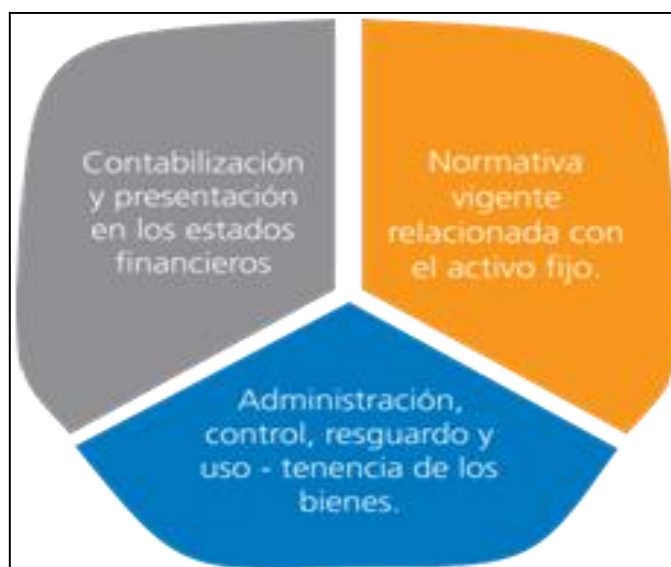 Contabilización
y presentación
en los estados
financieros
Normativa
vigente
relacionada con
el activo fijo.
Administración,
control, resguardo y
uso - tenencia de los
bienes.